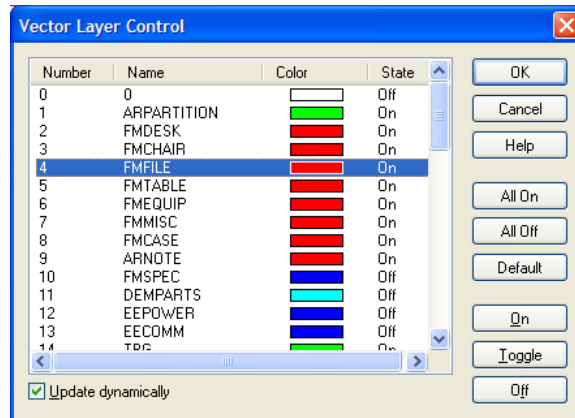 Vector Layer Control
Number Name Color State
0 0 Off
1 ARPARTITION On
2 FMDESK On
3 FMCHAIR On
4 FMFILE On
5 FMTABLE On
6 FMEQUIP On
7 FMMISC On
8 FMCASE On
9 ARNOTE On
10 FMSPEC Off
11 DEMPARTS Off
12 EEPOWER Off
13 EECOMM Off
Update dynamically
OK
Cancel
Help
All On
All Off
Default
On
Toggle
Off